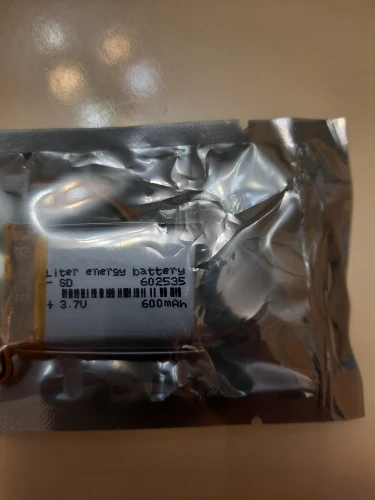 Liter energy battery
- SD 602535
+ 3.7V 600mAh